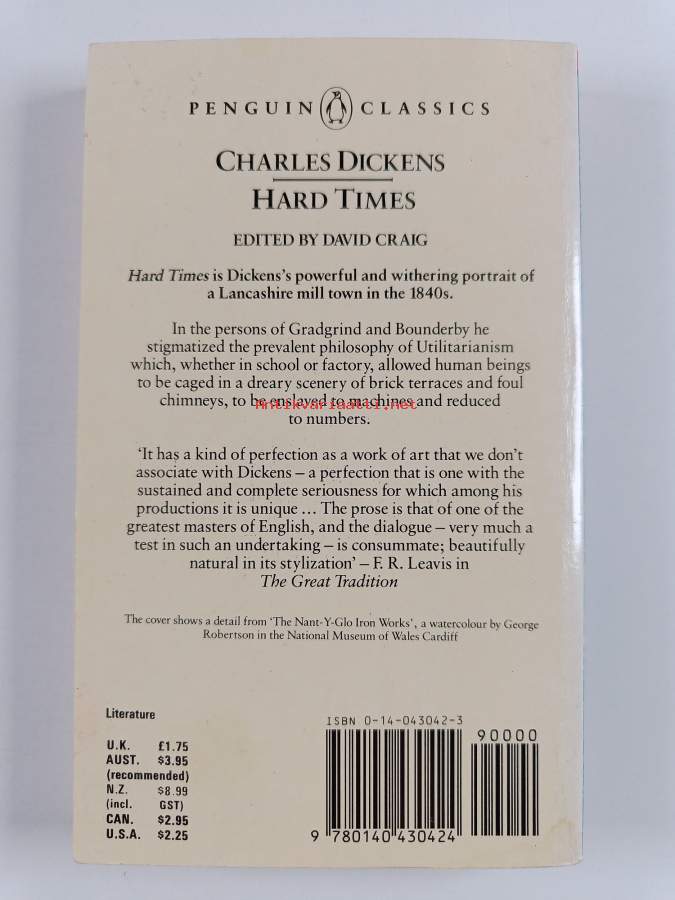 PENGUIN CLASSICS
CHARLES DICKENS
HARD TIMES
EDITED BY DAVID CRAIG
Hard Times is Dickens's powerful and withering portrait of
a Lancashire mill town in the 1840s.
In the persons of Gradgrind and Bounderby he
stigmatized the prevalent philosophy of Utilitarianism
which, whether in school or factory, allowed human beings
to be caged in a dreary scenery of brick terraces and foul
chimneys, to be enslaved to machines and reduced
to numbers.
Antikvariaatti.net
'It has a kind of perfection as a work of art that we don't
associate with Dickens – a perfection that is one with the
sustained and complete seriousness for which among his
productions it is unique ... The prose is that of one of the
greatest masters of English, and the dialogue – very much a
test in such an undertaking – is consummate; beautifully
natural in its stylization' – F. R. Leavis in
The Great Tradition
The cover shows a detail from 'The Nant-Y-Glo Iron Works', a watercolour by George
Robertson in the National Museum of Wales Cardiff
Literature
U.K. £1.75
AUST. $3.95
(recommended)
N.Z. $8.99
(incl. GST)
CAN. $2.95
U.S.A. $2.25
ISBN 0-14-043042-3
90000
9 780140 430424